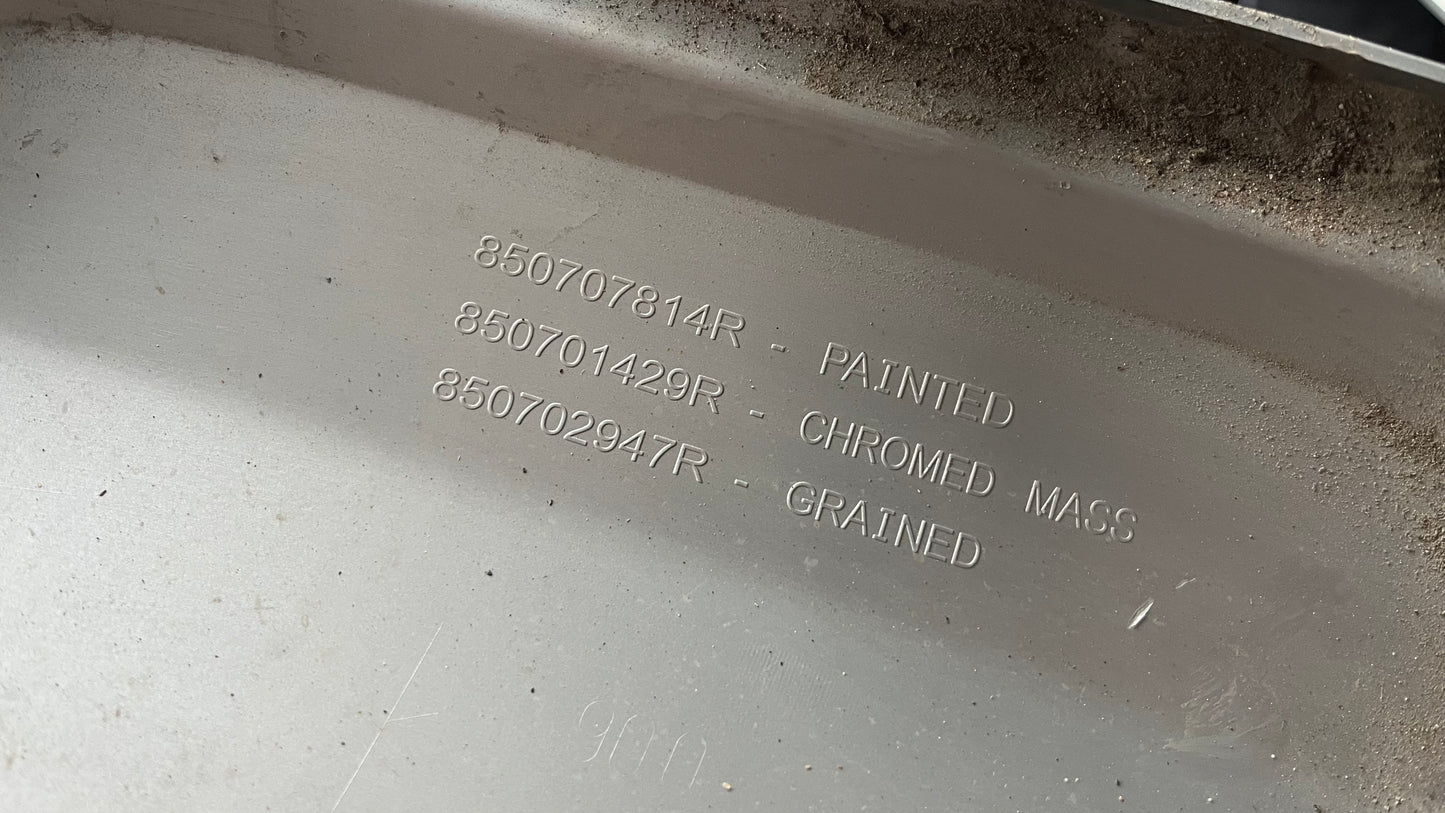 850707814R - PAINTED
850701429R - CHROMED MASS
850702947R - GRAINED